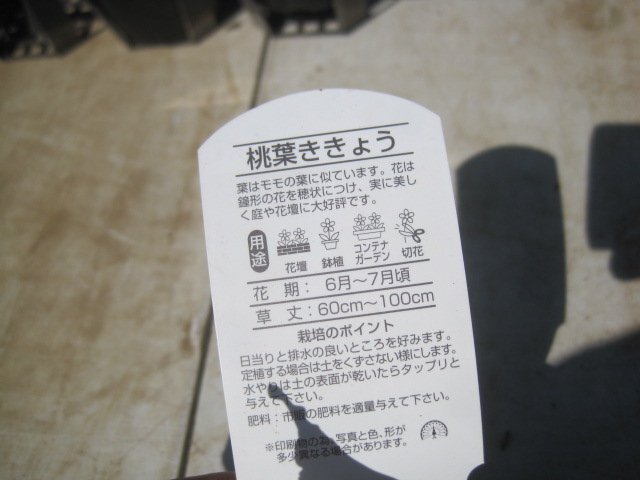 桃葉ききょう
葉はモモの葉に似ています。花は
鐘形の花を穂状につけ、実に美し
く庭や花壇に大好評です。
用途
花壇 鉢植 コンテナガーデン 切花
花期:6月〜7月頃
草丈:60cm〜100cm
栽培のポイント
日当りと排水の良いところを好みます。
定植する場合は土をくずさない様にします。
水やりは土の表面が乾いたらタップリと
与えて下さい。
肥料:市販の肥料を適量与えて下さい。
※印刷物の為、写真と色、形が
多少異なる場合があります。